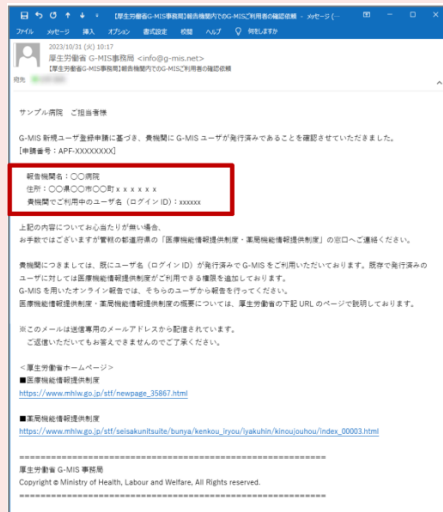 【厚生労働省G-MIS事務局】報告機関内でのG-MISご利用者の確認依頼 - メッセージ (…
ファイル メッセージ 挿入 オプション 書式設定 校閲 ヘルプ 何をしますか
2023/10/31 (火) 10:17
厚生労働省 G-MIS事務局 <info@g-mis.net>
【厚生労働省G-MIS事務局】報告機関内でのG-MISご利用者の確認依頼
宛先
サンプル病院 ご担当者様
G-MIS 新規ユーザ登録申請に基づき、貴機関に G-MIS ユーザが発行済みであることを確認させていただきました。
[申請番号：APF-XXXXXXXX]
報告機関名：〇〇病院
住所：〇〇県〇〇市〇〇町ｘｘｘｘｘｘ
貴機関でご利用中のユーザ名（ログイン ID）：xxxxxx
上記の内容についてお心当たりが無い場合、
お手数ではございますが管轄の都道府県の「医療機能情報提供制度・薬局機能情報提供制度」の窓口へご連絡ください。
貴機関につきましては、既にユーザ名（ログイン ID）が発行済みで G-MIS をご利用いただいております。既存で発行済みの
ユーザに対しては医療機能情報提供制度がご利用できる権限を追加しております。
G-MIS を用いたオンライン報告では、そちらのユーザから報告を行ってください。
医療機能情報提供制度・薬局機能情報提供制度の概要については、厚生労働省の下記 URL のページで説明しております。
※このメールは送信専用のメールアドレスから配信されています。
ご返信いただいてもお答えできませんのでご了承ください。
＜厚生労働省ホームページ＞
■医療機能情報提供制度
https://www.mhlw.go.jp/stf/newpage_35867.html
■薬局機能情報提供制度
https://www.mhlw.go.jp/stf/seisakunitsuite/bunya/kenkou_iryou/iyakuhin/kinoujouhou/index_00003.html
========================================================
厚生労働省 G-MIS 事務局
Copyright © Ministry of Health, Labour and Welfare, All Rights reserved.
========================================================